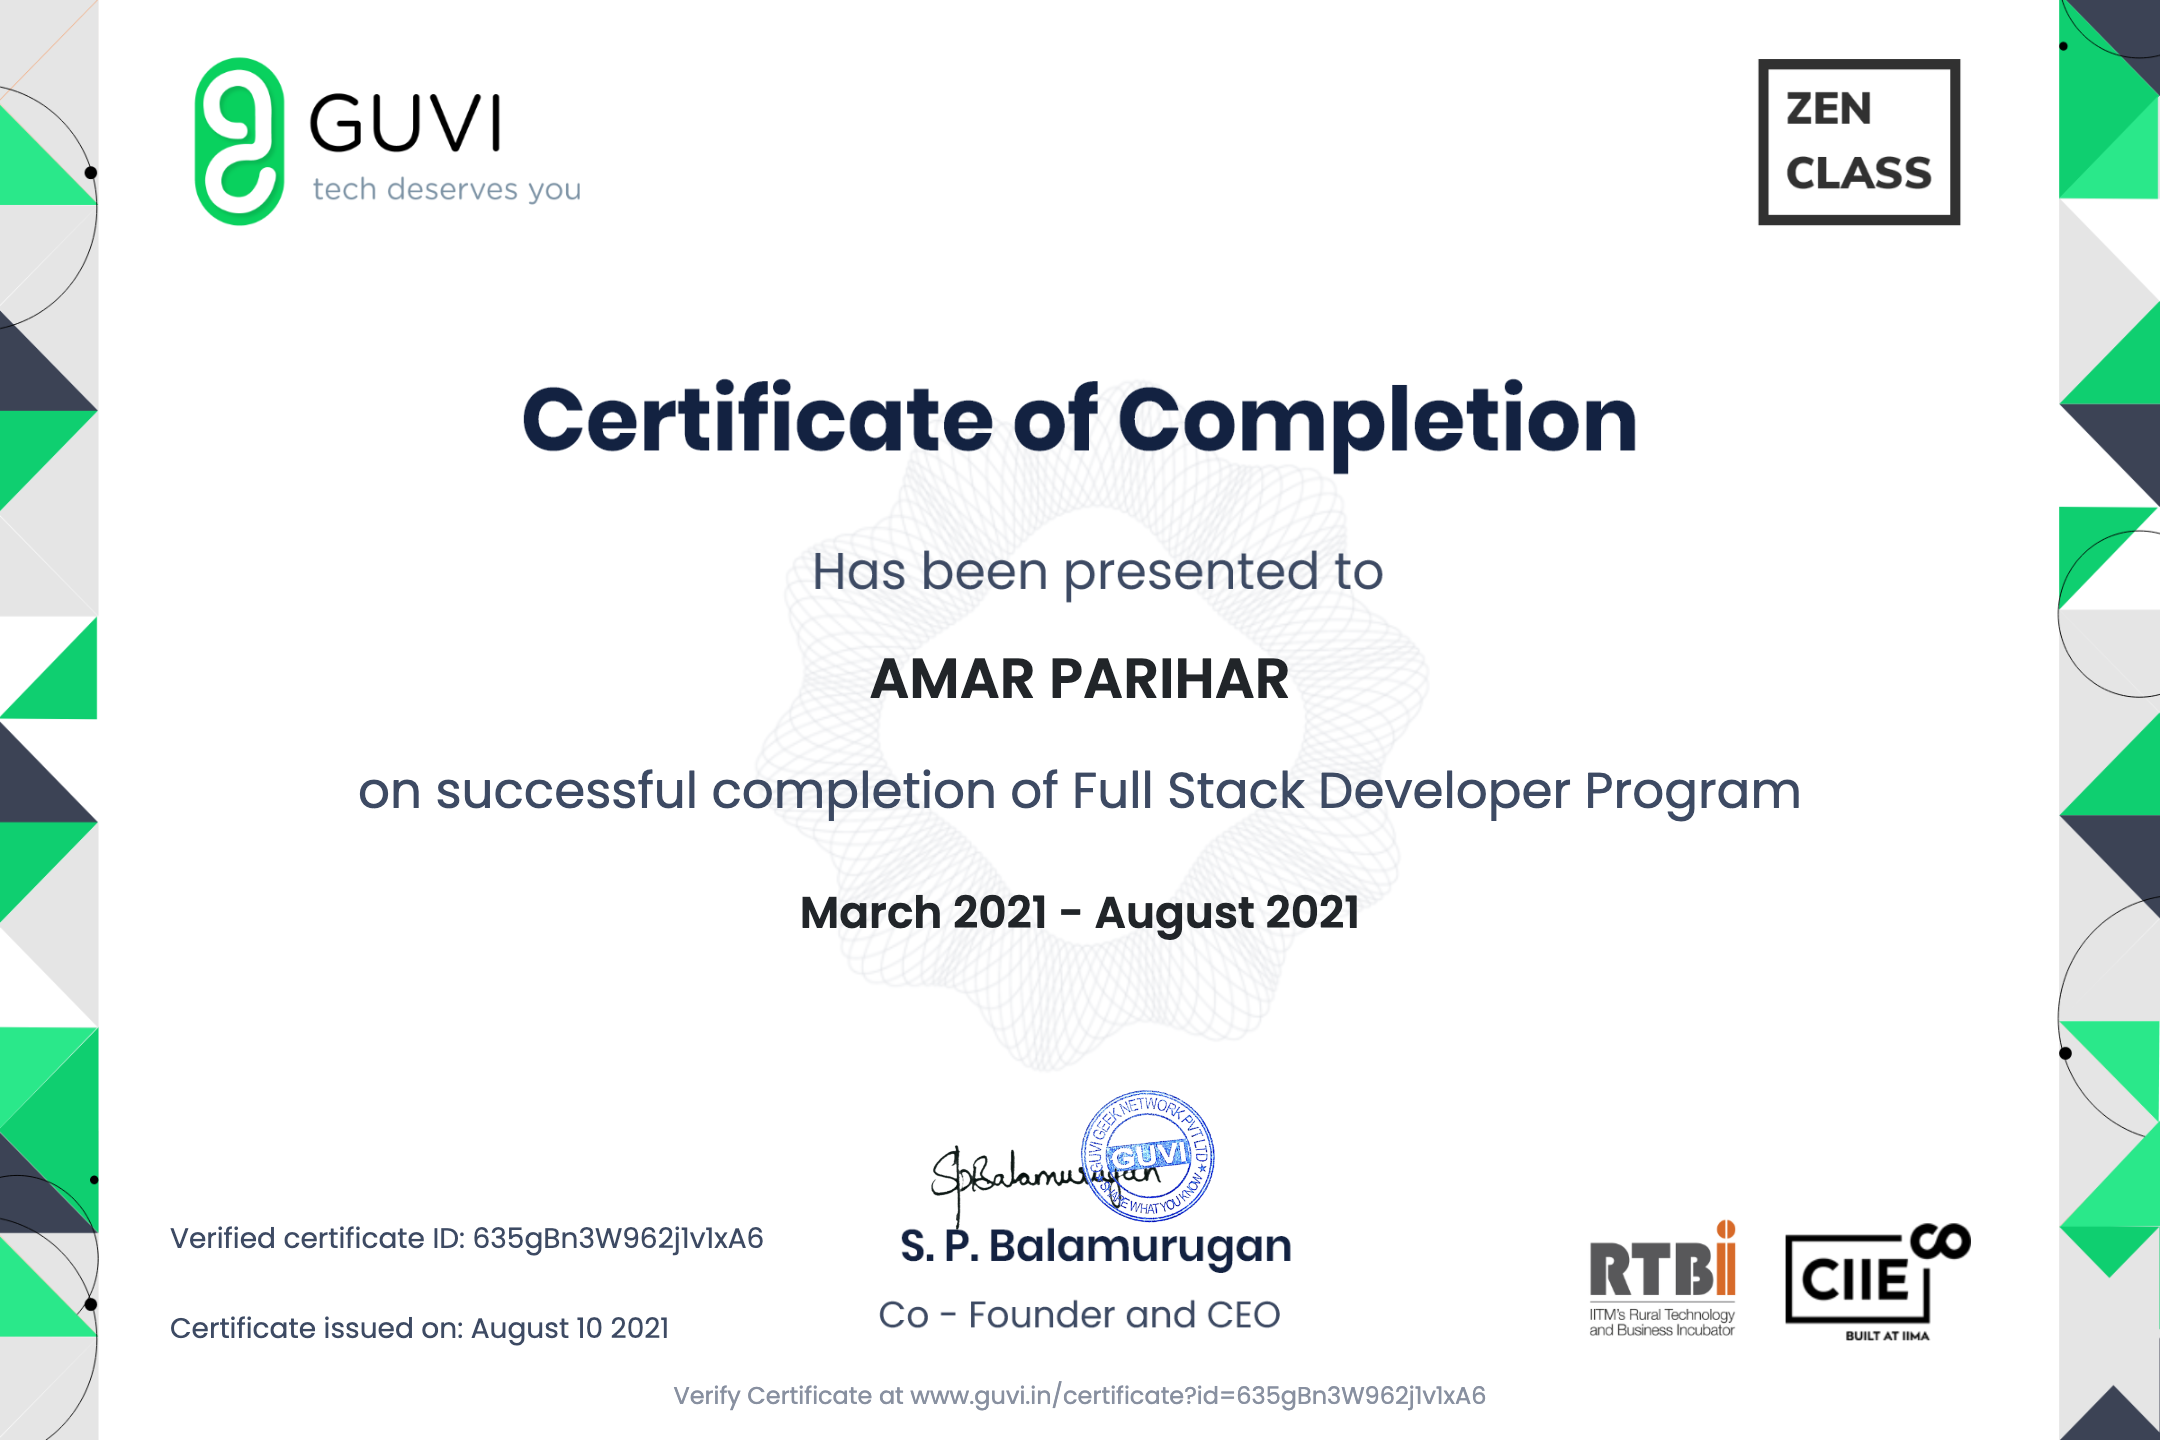 GUVI
tech deserves you
ZEN
CLASS
Certificate of Completion
Has been presented to
AMAR PARIHAR
on successful completion of Full Stack Developer Program
March 2021 - August 2021
GUVI GEEK NETWORK PVT LTD
GUVI
★ SHARE WHAT YOU KNOW ★
SPBalamurugan
S. P. Balamurugan
Co - Founder and CEO
Verified certificate ID: 635gBn3W962j1v1xA6
Certificate issued on: August 10 2021
RTBi
IITM's Rural Technology
and Business Incubator
CIIE CO
BUILT AT IIMA
Verify Certificate at www.guvi.in/certificate?id=635gBn3W962j1v1xA6